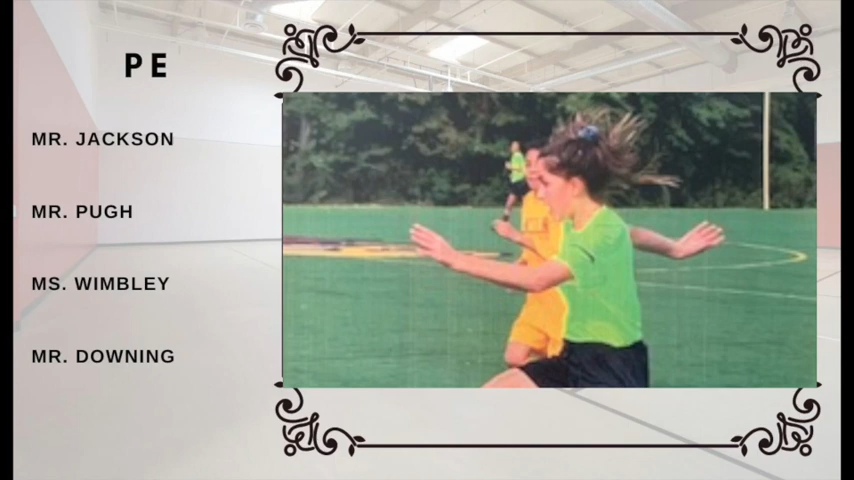 PE
MR. JACKSON
MR. PUGH
MS. WIMBLEY
MR. DOWNING